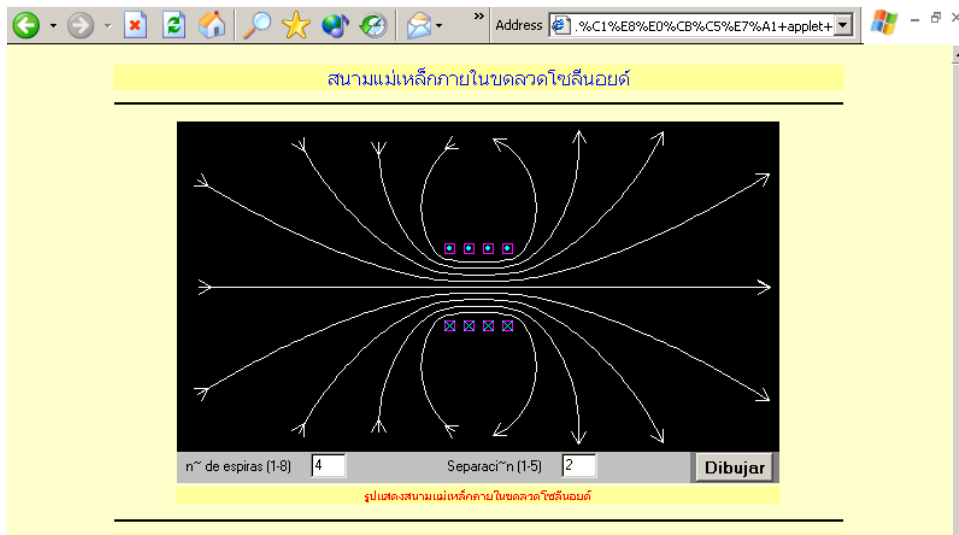 Address .%C1%E8%E0%CB%C5%E7%A1+applet+
สนามแม่เหล็กภายในขดลวดโซลีนอยด์
n~ de espiras (1-8) 4 Separaci~n (1-5) 2 Dibujar
รูปแสดงสนามแม่เหล็กภายในขดลวดโซลีนอยด์